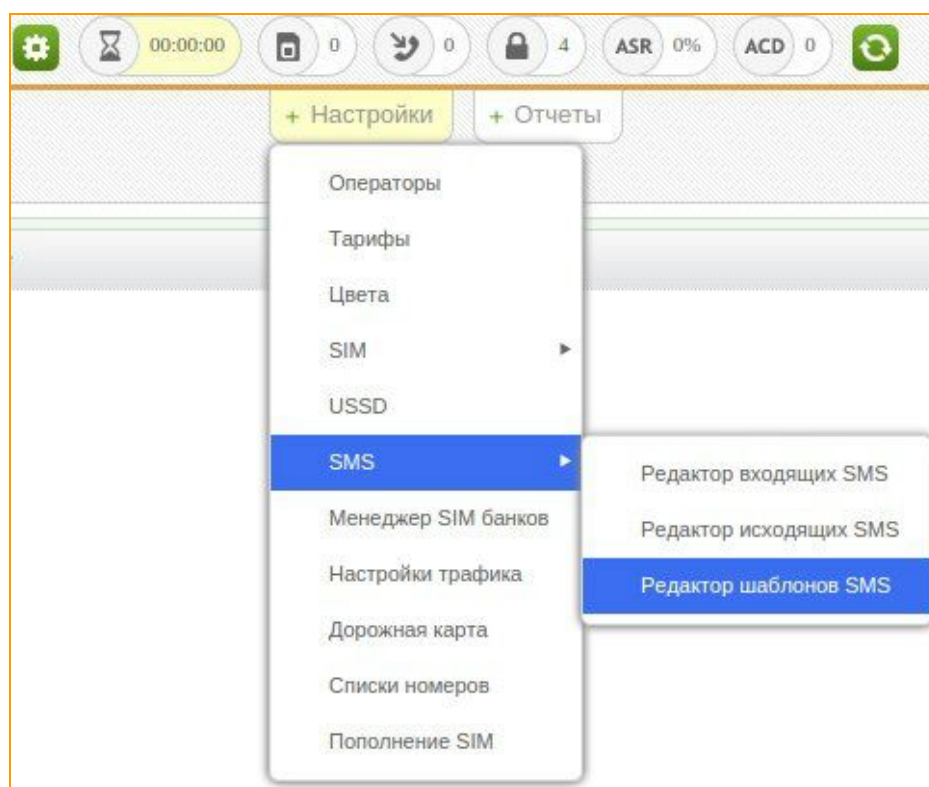 00:00:00 0 0 4 ASR 0% ACD 0
+ Настройки + Отчеты
Операторы
Тарифы
Цвета
SIM
USSD
SMS
Редактор входящих SMS
Редактор исходящих SMS
Редактор шаблонов SMS
Менеджер SIM банков
Настройки трафика
Дорожная карта
Списки номеров
Пополнение SIM